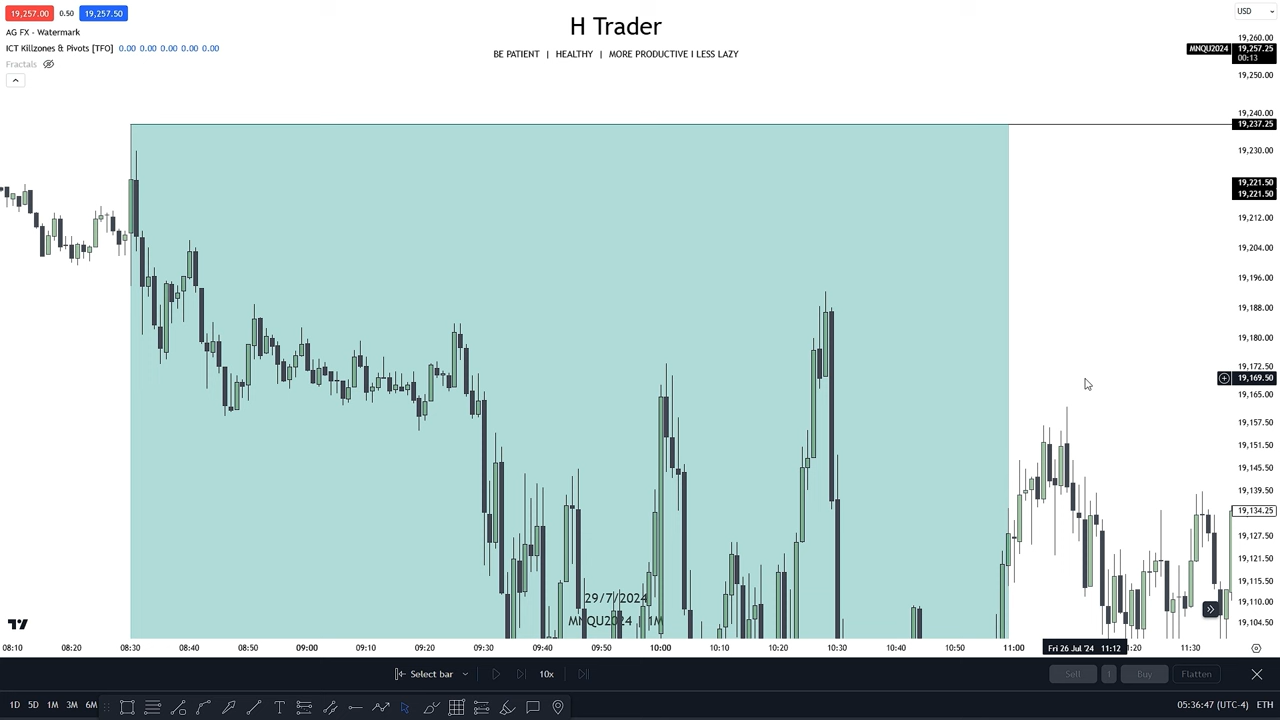 19,257.00 0.50 19,257.50
H Trader
USD
AG FX - Watermark
BE PATIENT | HEALTHY | MORE PRODUCTIVE I LESS LAZY
ICT Killzones & Pivots [TFO] 0.00 0.00 0.00 0.00 0.00
Fractals
19,260.00
MNQU2024 19,257.25
00:13
19,250.00
19,240.00
19,237.25
19,230.00
19,221.50
19,221.50
19,212.00
19,204.00
19,196.00
19,188.00
19,180.00
19,172.50
19,169.50
19,165.00
19,157.50
19,151.50
19,145.50
19,139.50
19,134.25
19,127.50
19,121.50
19,115.50
19,110.00
19,104.50
29/7/2024
MNQU2024 1M
08:10 08:20 08:30 08:40 08:50 09:00 09:10 09:20 09:30 09:40 09:50 10:00 10:10 10:20 10:30 10:40 10:50 11:00 Fri 26 Jul '24 11:12 11:20 11:30
Select bar 10x Sell 1 Buy Flatten
1D 5D 1M 3M 6M 05:36:47 (UTC-4) ETH